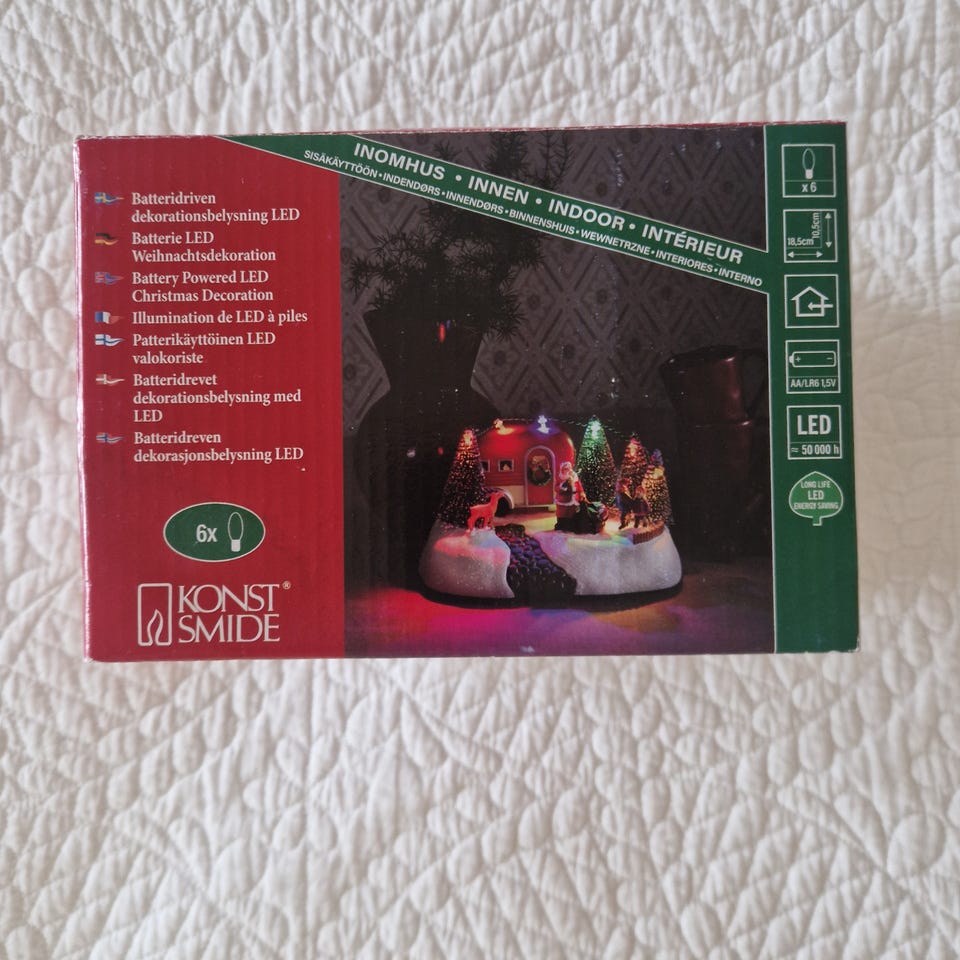 INOMHUS • INNEN • INDOOR • INTÉRIEUR
SISÄKÄYTTÖÖN • INDENDØRS • INNENDØRS • BINNENSHUIS • WEWNETRZNE • INTERIORES • INTERNO
Batteridriven
dekorationsbelysning LED
Batterie LED
Weihnachtsdekoration
Battery Powered LED
Christmas Decoration
Illumination de LED à piles
Patterikäyttöinen LED
valokoriste
Batteridrevet
dekorationsbelysning med
LED
Batteridreven
dekorasjonsbelysning LED
6x
KONST®
SMIDE
x 6
10,5cm
18,5cm
AA/LR6 1,5V
LED
≈ 50 000 h
LONG LIFE
LED
ENERGY SAVING